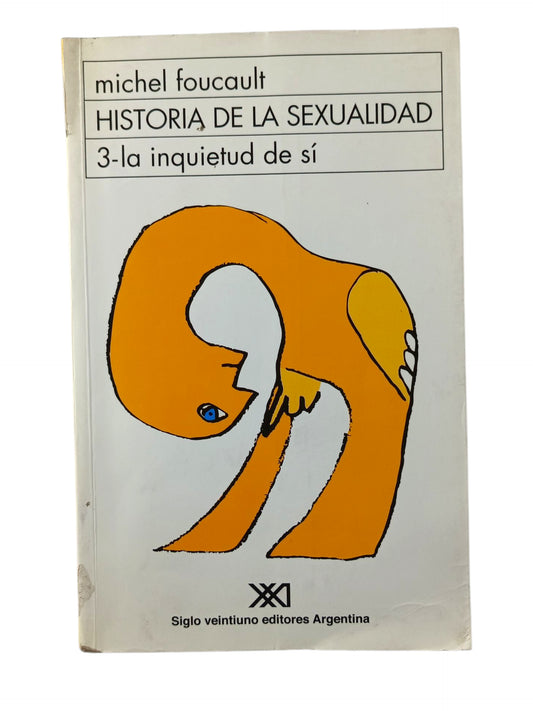 michel foucault
HISTORIA DE LA SEXUALIDAD
3-la inquietud de sí
Siglo veintiuno editores Argentina